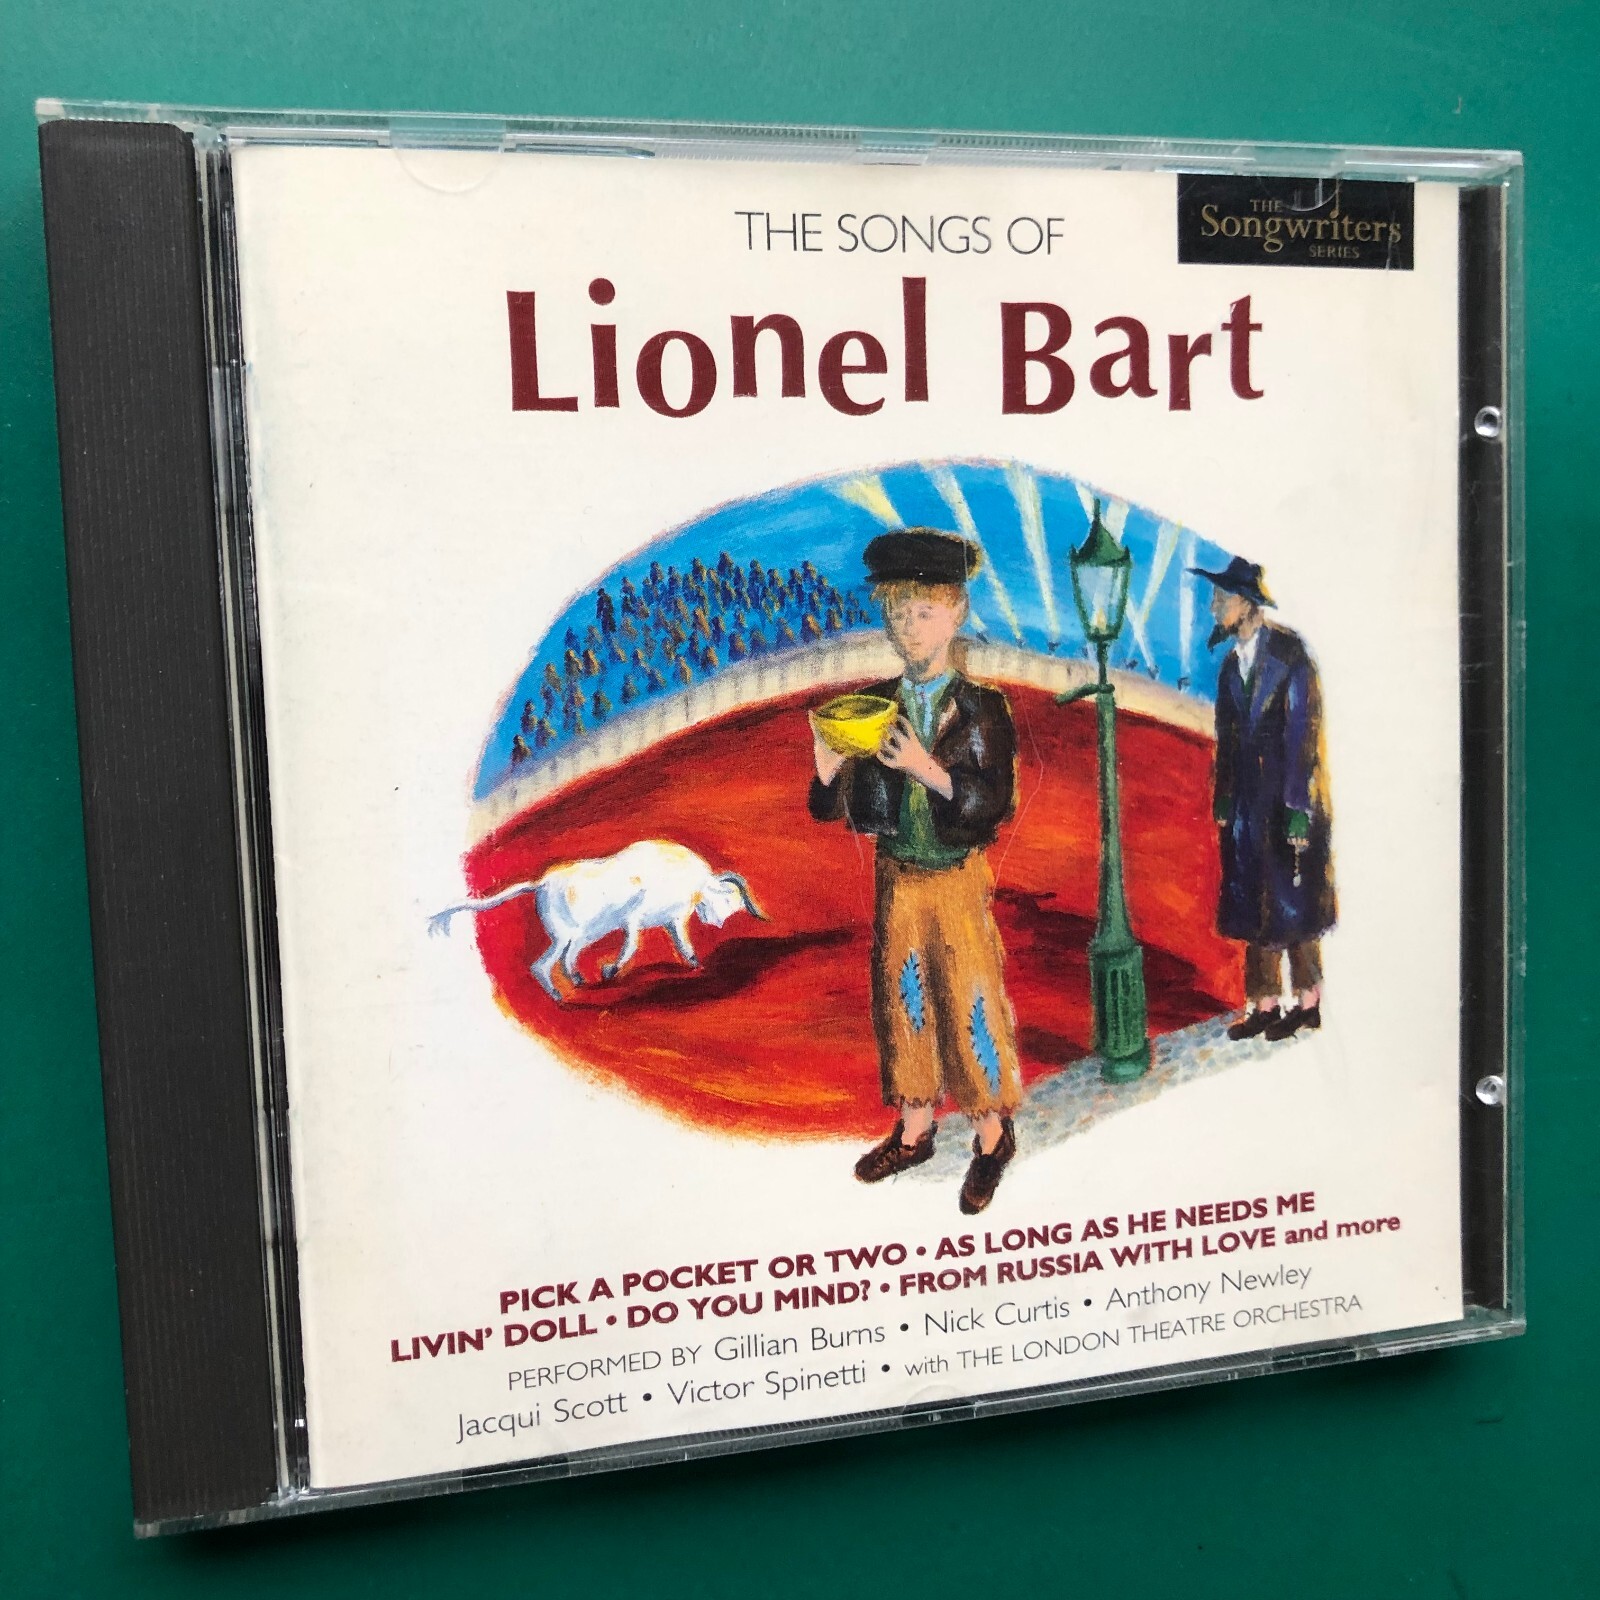 THE
Songwriters
SERIES
THE SONGS OF
Lionel Bart
PICK A POCKET OR TWO • AS LONG AS HE NEEDS ME
LIVIN' DOLL • DO YOU MIND? • FROM RUSSIA WITH LOVE and more
PERFORMED BY Gillian Burns • Nick Curtis • Anthony Newley
Jacqui Scott • Victor Spinetti • with THE LONDON THEATRE ORCHESTRA